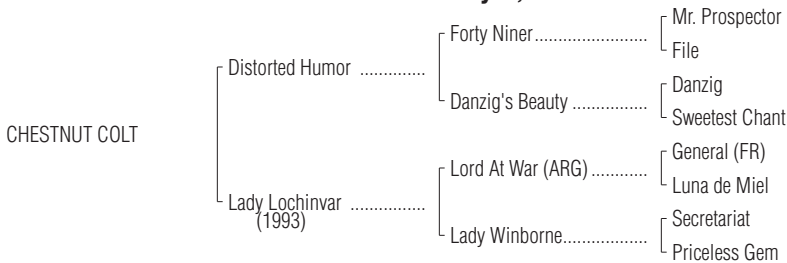 Mr. Prospector
Forty Niner........................
File
Distorted Humor ..............
Danzig
Danzig's Beauty ................
Sweetest Chant
CHESTNUT COLT
General (FR)
Lord At War (ARG)............
Luna de Miel
Lady Lochinvar ................
(1993)
Secretariat
Lady Winborne..................
Priceless Gem